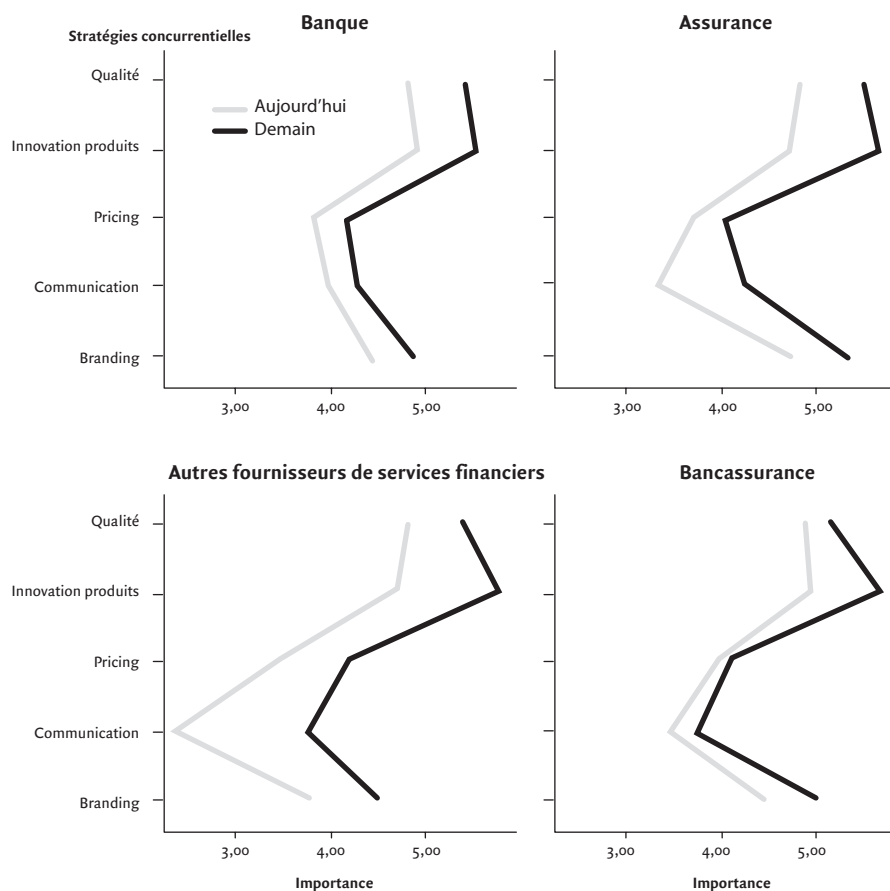 Banque
Assurance
Stratégies concurrentielles
Qualité
Aujourd'hui
Demain
Innovation produits
Pricing
Communication
Branding
3,00 4,00 5,00
3,00 4,00 5,00
Autres fournisseurs de services financiers
Bancassurance
Qualité
Innovation produits
Pricing
Communication
Branding
3,00 4,00 5,00
3,00 4,00 5,00
Importance
Importance